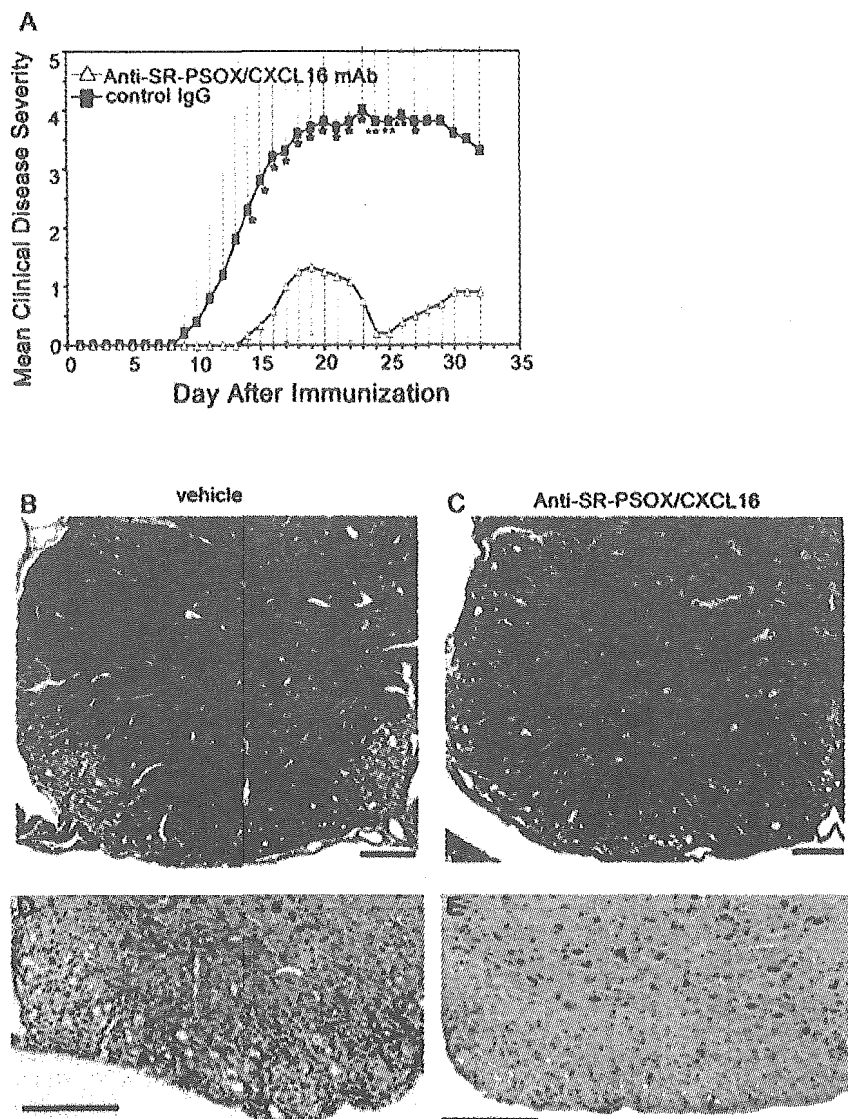 A
5
4
3
2
1
0
Anti-SR-PSOX/CXCL16 mAb
control IgG
Mean Clinical Disease Severity
0 5 10 15 20 25 30 35
Day After Immunization
B vehicle
C Anti-SR-PSOX/CXCL16
D
E